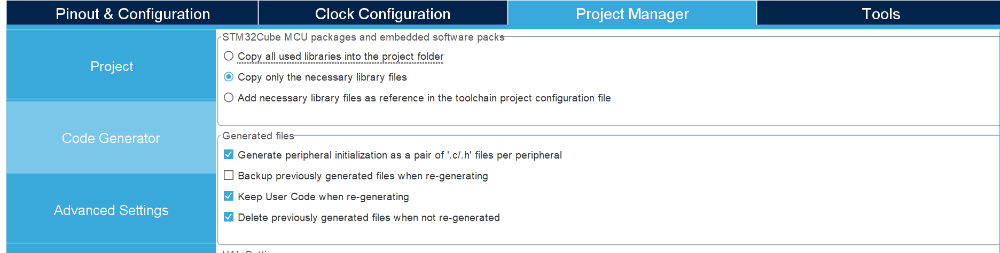 Pinout & Configuration
Clock Configuration
Project Manager
Tools
Project
Code Generator
Advanced Settings
STM32Cube MCU packages and embedded software packs
Copy all used libraries into the project folder
Copy only the necessary library files
Add necessary library files as reference in the toolchain project configuration file
Generated files
Generate peripheral initialization as a pair of '.c/.h' files per peripheral
Backup previously generated files when re-generating
Keep User Code when re-generating
Delete previously generated files when not re-generated